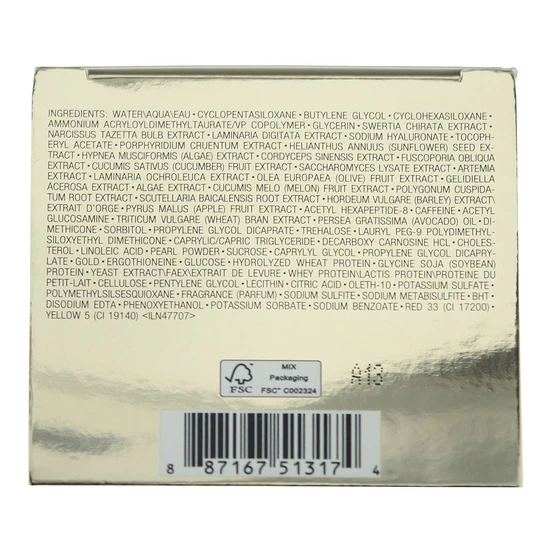 INGREDIENTS: WATER\AQUA\EAU • CYCLOPENTASILOXANE • BUTYLENE GLYCOL • CYCLOHEXASILOXANE •
AMMONIUM ACRYLOYLDIMETHYLTAURATE/VP COPOLYMER • GLYCERIN • SWERTIA CHIRATA EXTRACT •
NARCISSUS TAZETTA BULB EXTRACT • LAMINARIA DIGITATA EXTRACT • SODIUM HYALURONATE • TOCOPH-
ERYL ACETATE • PORPHYRIDIUM CRUENTUM EXTRACT • HELIANTHUS ANNUUS (SUNFLOWER) SEED EX-
TRACT • HYPNEA MUSCIFORMIS (ALGAE) EXTRACT • CORDYCEPS SINENSIS EXTRACT • FUSCOPORIA OBLIQUA
EXTRACT • CUCUMIS SATIVUS (CUCUMBER) FRUIT EXTRACT • SACCHAROMYCES LYSATE EXTRACT • ARTEMIA
EXTRACT • LAMINARIA OCHROLEUCA EXTRACT • OLEA EUROPAEA (OLIVE) FRUIT EXTRACT • GELIDIELLA
ACEROSA EXTRACT • ALGAE EXTRACT • CUCUMIS MELO (MELON) FRUIT EXTRACT • POLYGONUM CUSPIDA-
TUM ROOT EXTRACT • SCUTELLARIA BAICALENSIS ROOT EXTRACT • HORDEUM VULGARE (BARLEY) EXTRACT\
EXTRAIT D'ORGE • PYRUS MALUS (APPLE) FRUIT EXTRACT • ACETYL HEXAPEPTIDE-8 • CAFFEINE • ACETYL
GLUCOSAMINE • TRITICUM VULGARE (WHEAT) BRAN EXTRACT • PERSEA GRATISSIMA (AVOCADO) OIL • DI-
METHICONE • SORBITOL • PROPYLENE GLYCOL DICAPRATE • TREHALOSE • LAURYL PEG-9 POLYDIMETHYL-
SILOXYETHYL DIMETHICONE • CAPRYLIC/CAPRIC TRIGLYCERIDE • DECARBOXY CARNOSINE HCL • CHOLES-
TEROL • LINOLEIC ACID • PEARL POWDER • SUCROSE • CAPRYLYL GLYCOL • PROPYLENE GLYCOL DICAPRY-
LATE • GOLD • ERGOTHIONEINE • GLUCOSE • HYDROLYZED WHEAT PROTEIN • GLYCINE SOJA (SOYBEAN)
PROTEIN • YEAST EXTRACT\FAEX\EXTRAIT DE LEVURE • WHEY PROTEIN\LACTIS PROTEIN\PROTEINE DU
PETIT-LAIT • CELLULOSE • PENTYLENE GLYCOL • LECITHIN • CITRIC ACID • OLETH-10 • POTASSIUM SULFATE •
POLYMETHYLSILSESQUIOXANE • FRAGRANCE (PARFUM) • SODIUM SULFITE • SODIUM METABISULFITE • BHT •
DISODIUM EDTA • PHENOXYETHANOL • POTASSIUM SORBATE • SODIUM BENZOATE • RED 33 (CI 17200) •
YELLOW 5 (CI 19140) <ILN47707>
FSC
MIX
Packaging
FSC™ C002324
A13
8 87167 51317 4